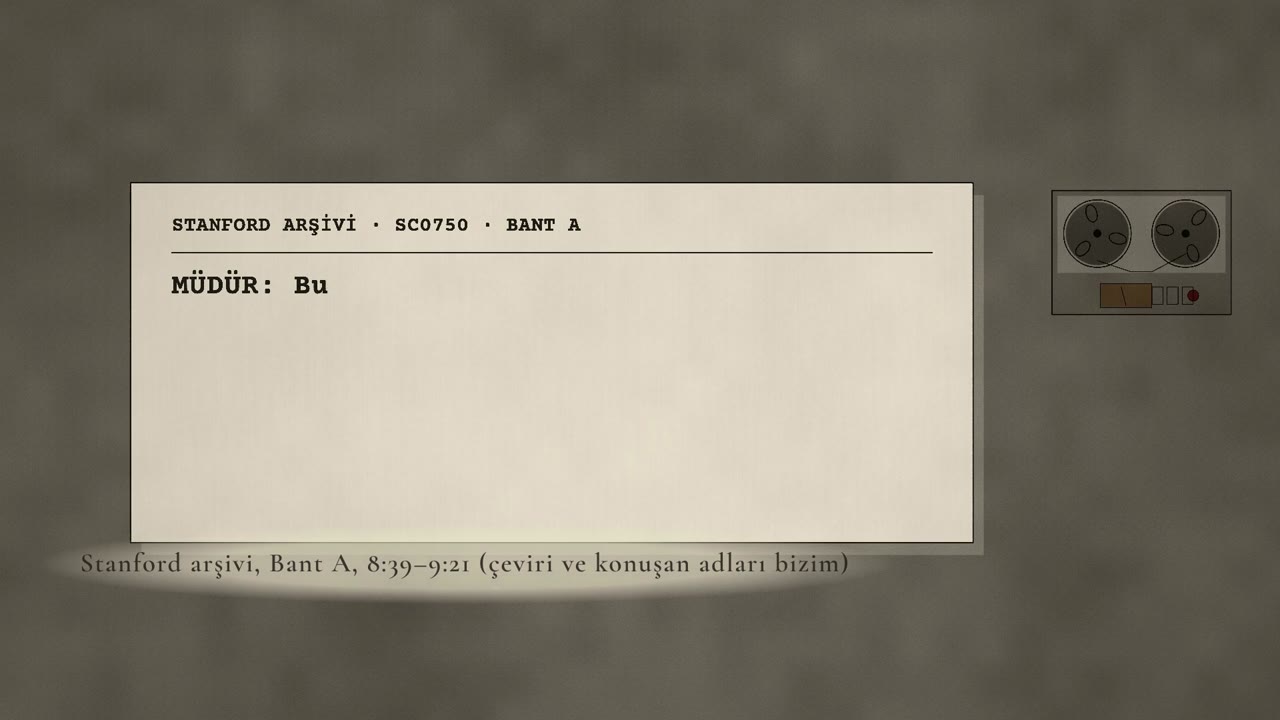 STANFORD ARŞİVİ · SC0750 · BANT A
MÜDÜR: Bu
Stanford arşivi, Bant A, 8:39–9:21 (çeviri ve konuşan adları bizim)